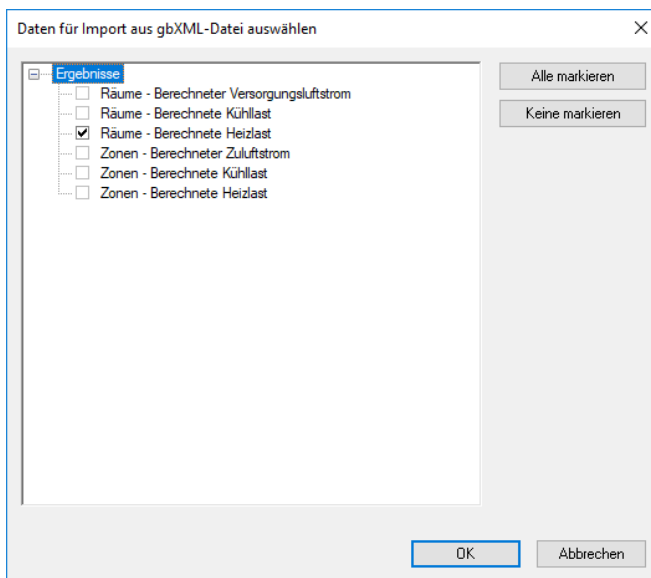 Daten für Import aus gbXML-Datei auswählen
Ergebnisse
Räume - Berechneter Versorgungsluftstrom
Räume - Berechnete Kühllast
Räume - Berechnete Heizlast
Zonen - Berechneter Zuluftstrom
Zonen - Berechnete Kühllast
Zonen - Berechnete Heizlast
Alle markieren
Keine markieren
OK
Abbrechen